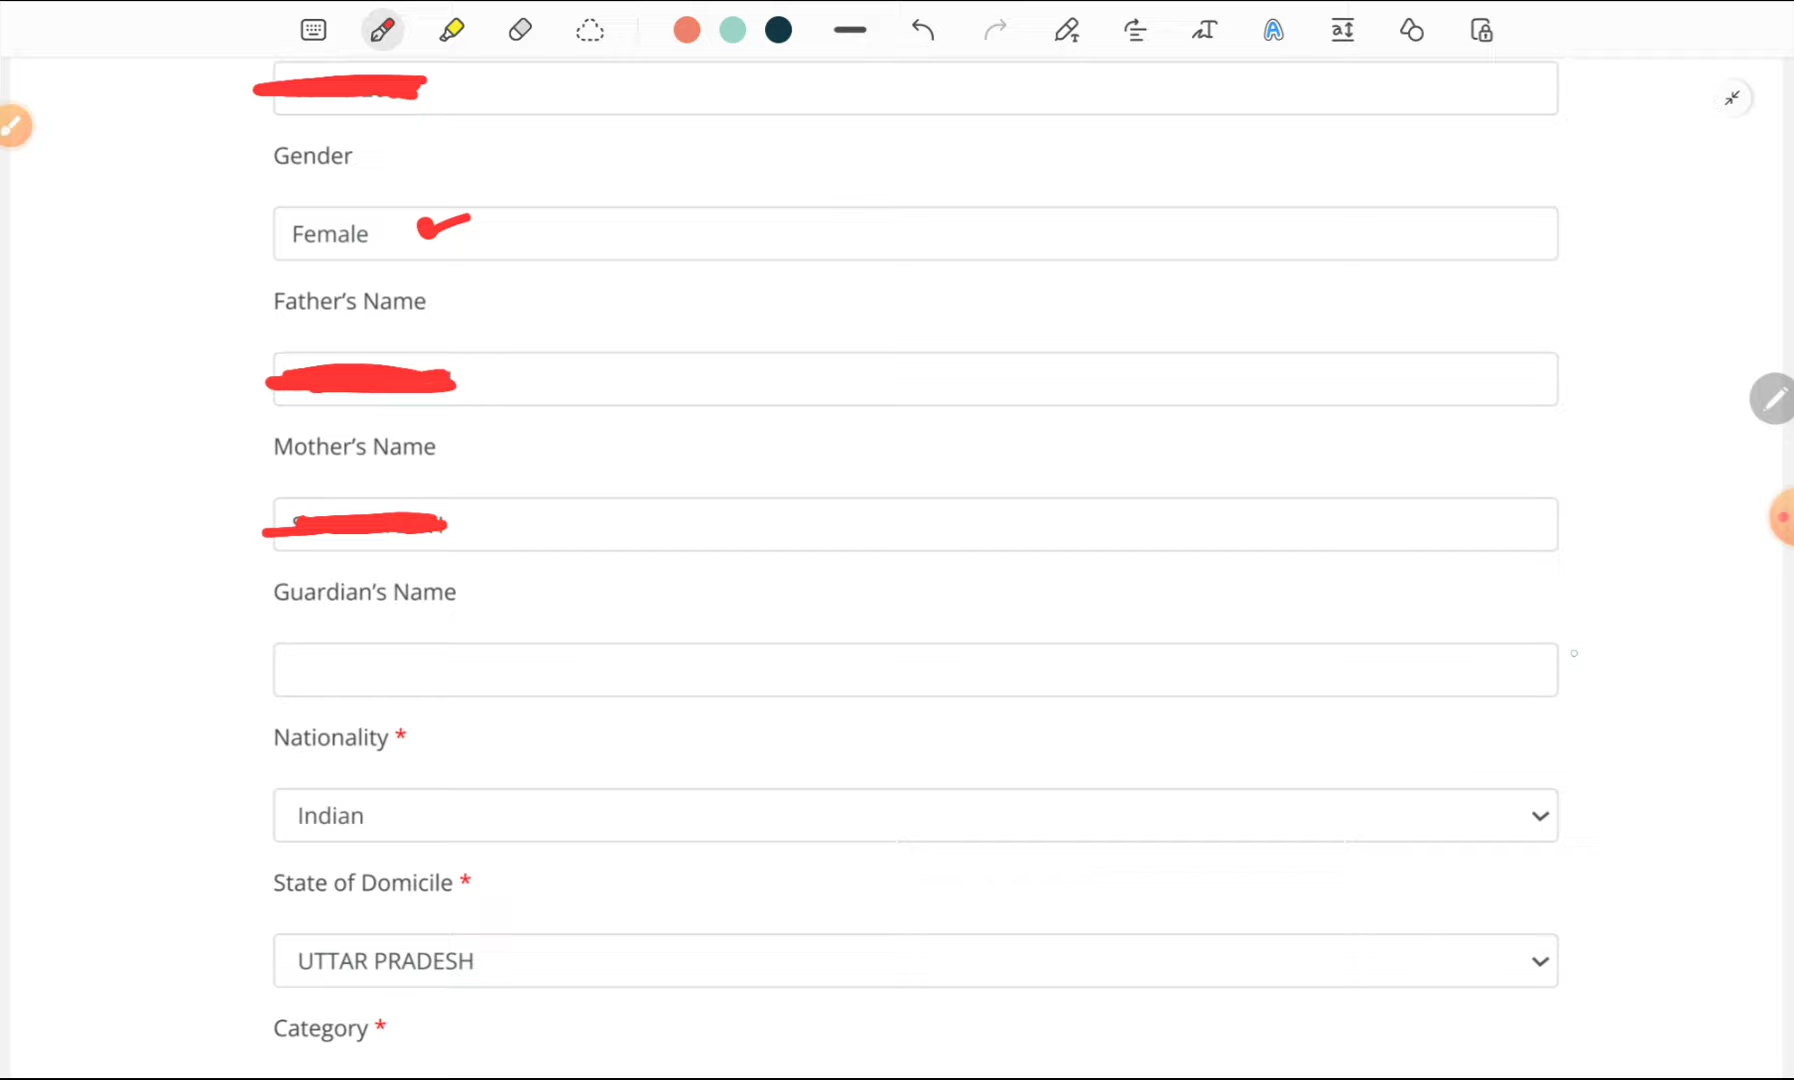 Gender
Female
Father's Name
Mother's Name
Guardian's Name
Nationality *
Indian
State of Domicile *
UTTAR PRADESH
Category *